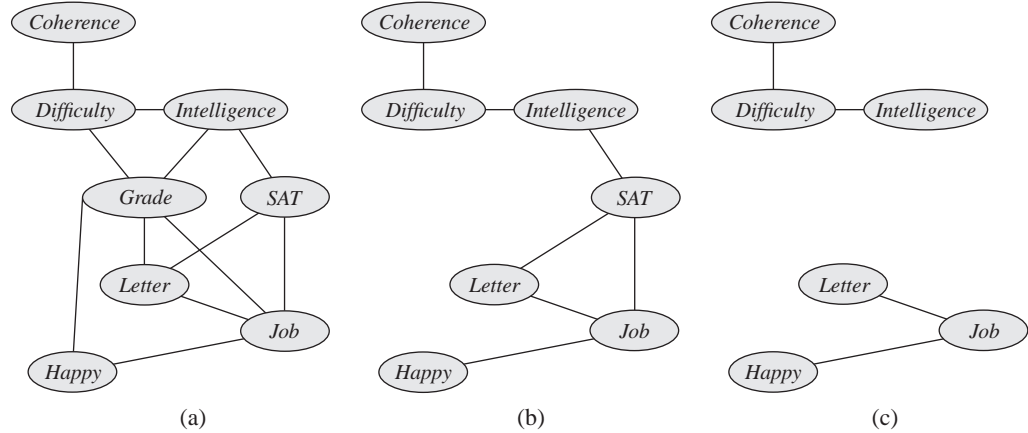 Coherence Coherence Coherence
Difficulty Intelligence Difficulty Intelligence Difficulty Intelligence
Grade SAT SAT
Letter Letter Letter
Job Job Job
Happy Happy Happy
(a) (b) (c)